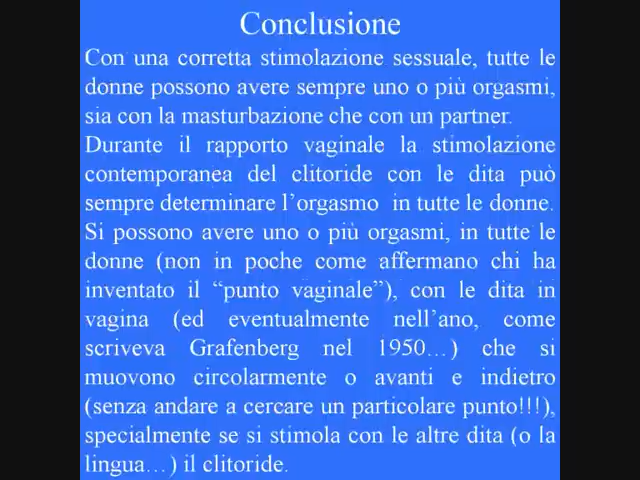 Conclusione
Con una corretta stimolazione sessuale, tutte le
donne possono avere sempre uno o più orgasmi,
sia con la masturbazione che con un partner.
Durante il rapporto vaginale la stimolazione
contemporanea del clitoride con le dita può
sempre determinare l'orgasmo in tutte le donne.
Si possono avere uno o più orgasmi, in tutte le
donne (non in poche come affermano chi ha
inventato il “punto vaginale”), con le dita in
vagina (ed eventualmente nell'ano, come
scriveva Grafenberg nel 1950…) che si
muovono circolarmente o avanti e indietro
(senza andare a cercare un particolare punto!!!),
specialmente se si stimola con le altre dita (o la
lingua…) il clitoride.